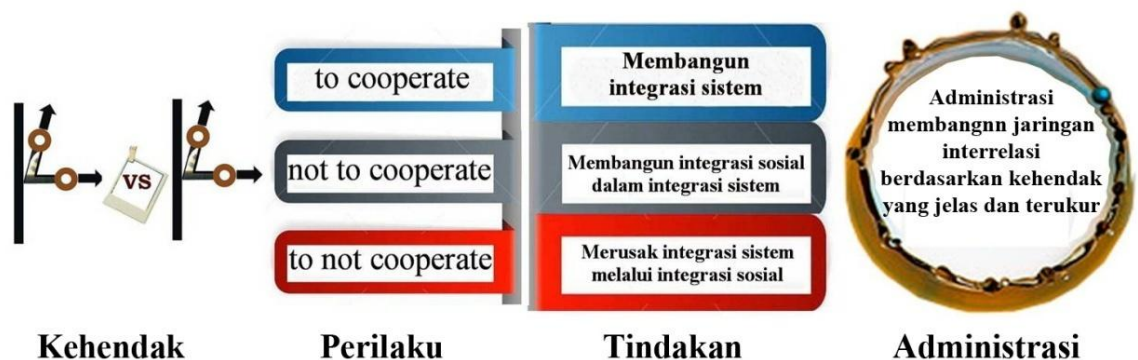 VS
to cooperate
not to cooperate
to not cooperate
Membangun
integrasi sistem
Membangun integrasi sosial
dalam integrasi sistem
Merusak integrasi sistem
melalui integrasi sosial
Administrasi
membangnn jaringan
interrelasi
berdasarkan kehendak
yang jelas dan terukur
Kehendak
Perilaku
Tindakan
Administrasi